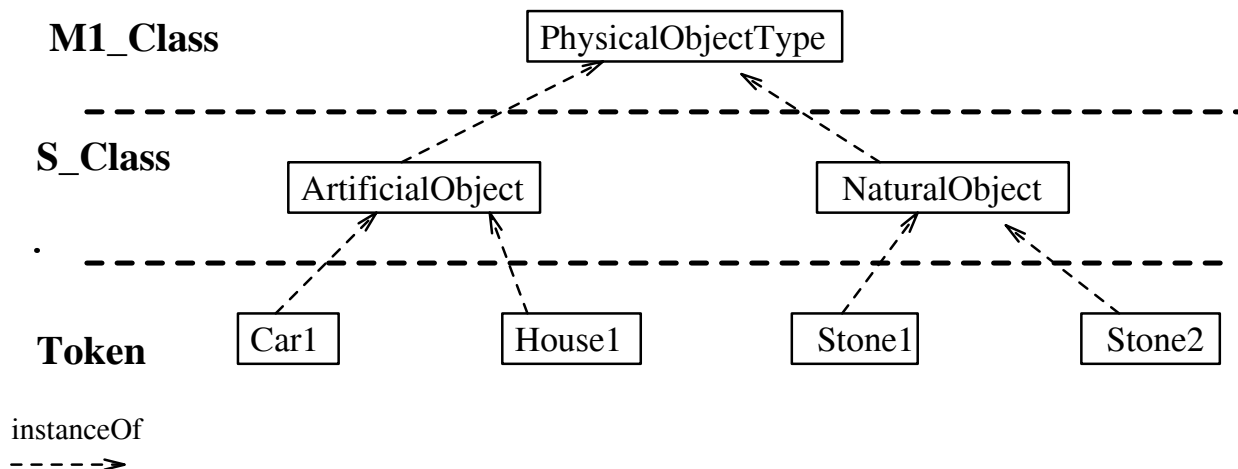 M1_Class
PhysicalObjectType
S_Class
ArtificialObject
NaturalObject
.
Token
Car1
House1
Stone1
Stone2
instanceOf